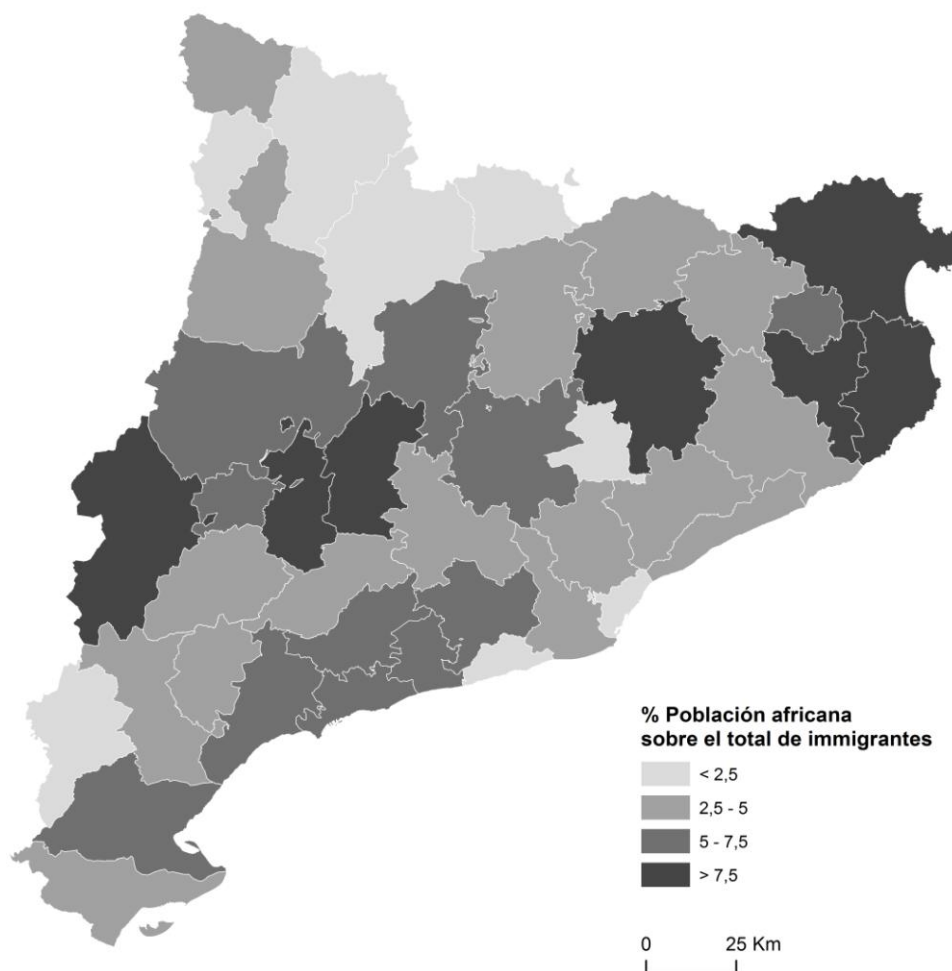 % Población africana
sobre el total de immigrantes
< 2,5
2,5 - 5
5 - 7,5
> 7,5
0 25 Km